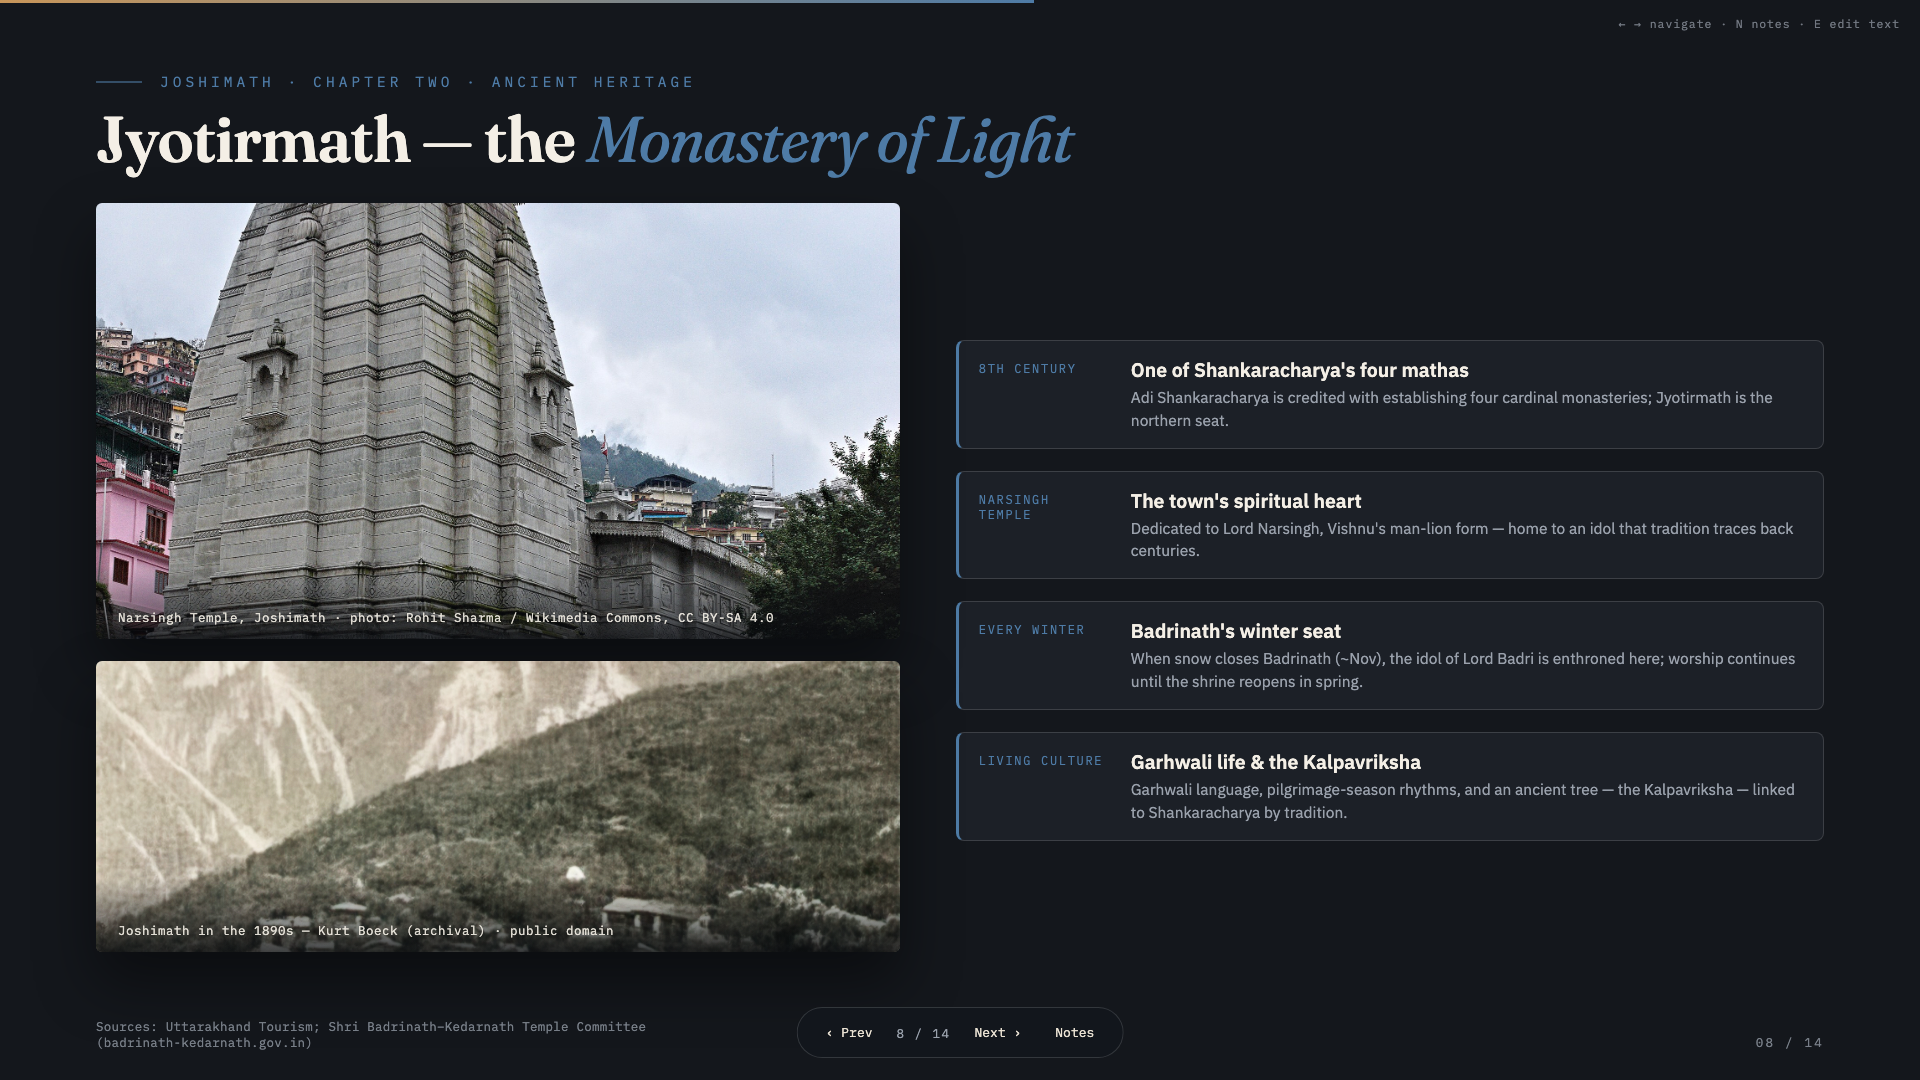 ← → navigate · N notes · E edit text
JOSHIMATH · CHAPTER TWO · ANCIENT HERITAGE
Jyotirmath — the Monastery of Light
Narsingh Temple, Joshimath · photo: Rohit Sharma / Wikimedia Commons, CC BY-SA 4.0
Joshimath in the 1890s — Kurt Boeck (archival) · public domain
8TH CENTURY
One of Shankaracharya's four mathas
Adi Shankaracharya is credited with establishing four cardinal monasteries; Jyotirmath is the
northern seat.
NARSINGH
TEMPLE
The town's spiritual heart
Dedicated to Lord Narsingh, Vishnu's man-lion form — home to an idol that tradition traces back
centuries.
EVERY WINTER
Badrinath's winter seat
When snow closes Badrinath (~Nov), the idol of Lord Badri is enthroned here; worship continues
until the shrine reopens in spring.
LIVING CULTURE
Garhwali life & the Kalpavriksha
Garhwali language, pilgrimage-season rhythms, and an ancient tree — the Kalpavriksha — linked
to Shankaracharya by tradition.
Sources: Uttarakhand Tourism; Shri Badrinath–Kedarnath Temple Committee
(badrinath-kedarnath.gov.in)
‹ Prev 8 / 14 Next › Notes
08 / 14